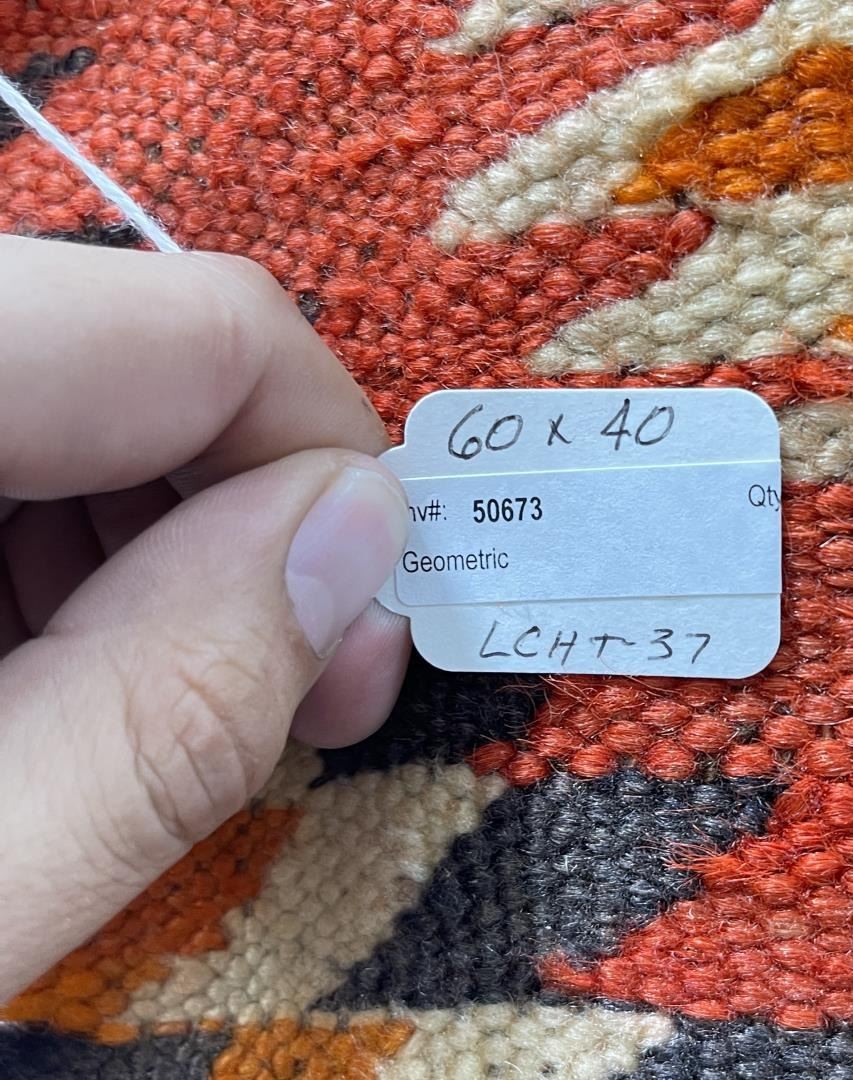 60 x 40
nv#: 50673 Qty
Geometric
LCHT-37